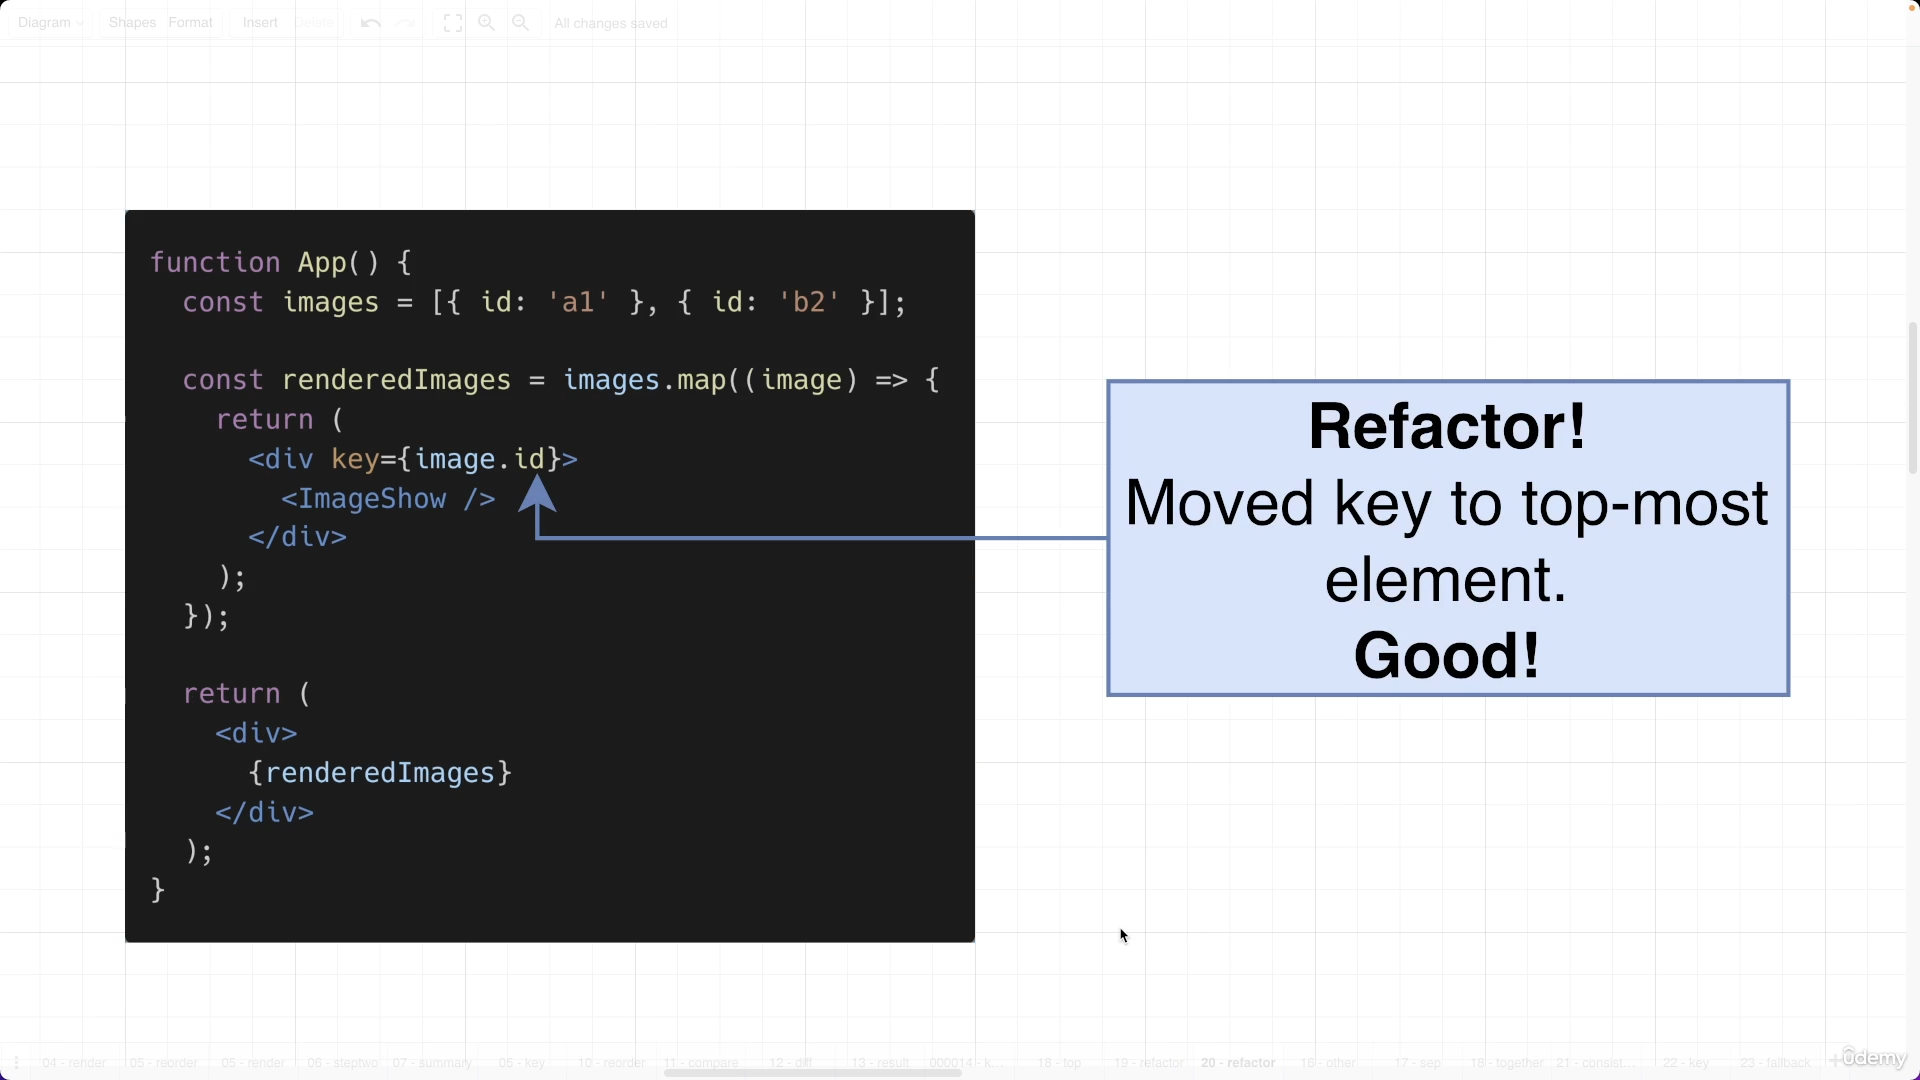 Diagram
Shapes
Format
Insert
Delete
All changes saved
function App() {
const images = [{ id: 'a1' }, { id: 'b2' }];
const renderedImages = images.map((image) => {
return (
<div key={image.id}>
<ImageShow />
</div>
);
});
return (
<div>
{renderedImages}
</div>
);
}
Refactor!
Moved key to top-most
element.
Good!
04 - render
05 - reorder
05 - render
06 - steptwo
07 - summary
05 - key
10 - reorder
11 - compare
12 - diff
13 - result
000014 - k...
18 - top
19 - refactor
20 - refactor
16 - other
17 - sep
18 - together
21 - consist...
22 - key
23 - fallback
ûdemy